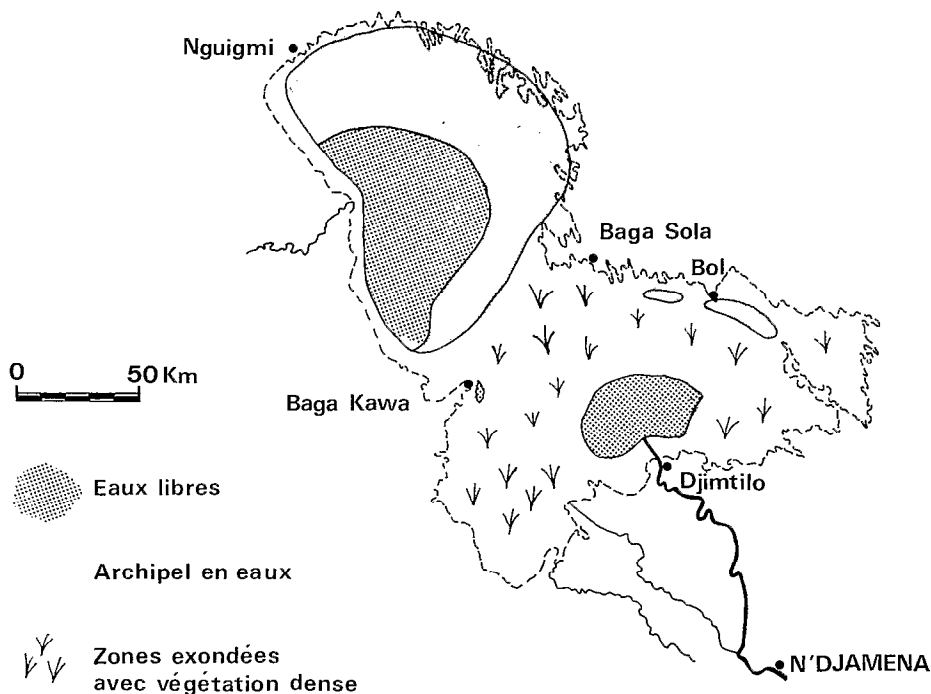 Nguigmi
Baga Sola
Bol
0 50 Km
Baga Kawa
Djimtilo
Eaux libres
Archipel en eaux
Zones exondées
avec végétation dense
N'DJAMENA